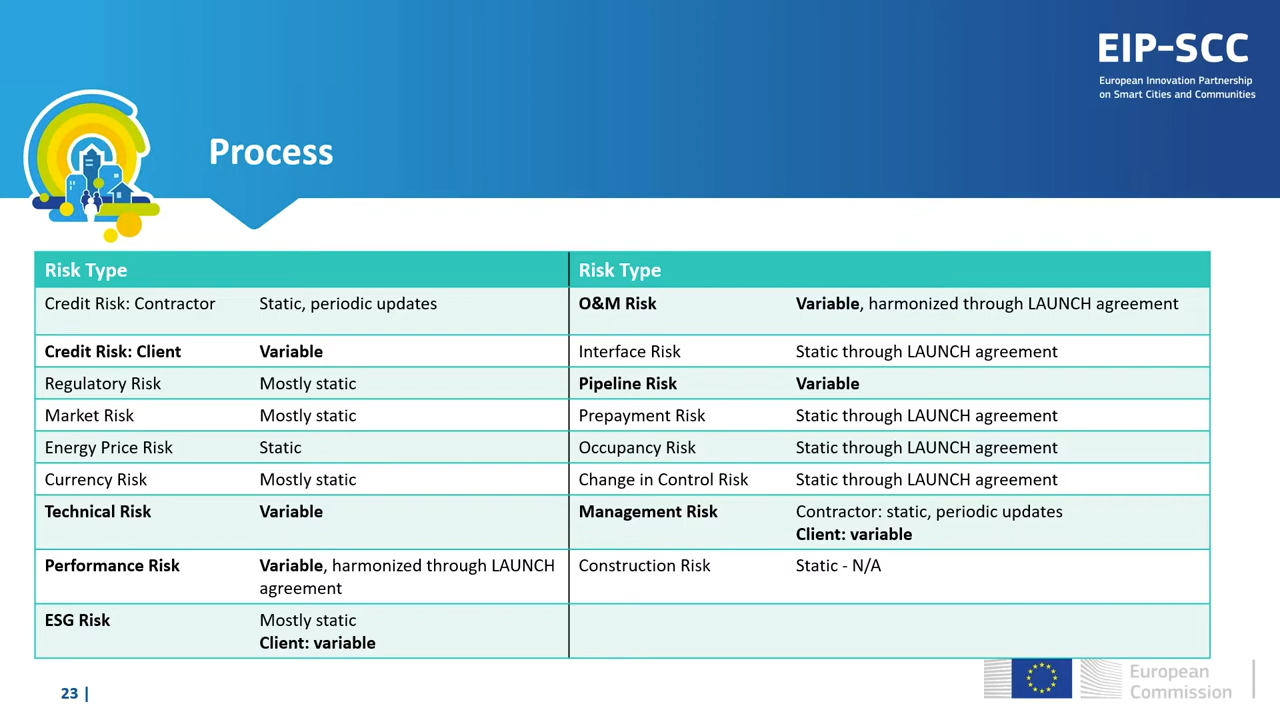 EIP-SCC
European Innovation Partnership
on Smart Cities and Communities
Process
Risk Type
Risk Type
Credit Risk: Contractor Static, periodic updates O&M Risk Variable, harmonized through LAUNCH agreement
Credit Risk: Client Variable Interface Risk Static through LAUNCH agreement
Regulatory Risk Mostly static Pipeline Risk Variable
Market Risk Mostly static Prepayment Risk Static through LAUNCH agreement
Energy Price Risk Static Occupancy Risk Static through LAUNCH agreement
Currency Risk Mostly static Change in Control Risk Static through LAUNCH agreement
Technical Risk Variable Management Risk Contractor: static, periodic updates
Client: variable
Performance Risk Variable, harmonized through LAUNCH
agreement
Construction Risk Static - N/A
ESG Risk Mostly static
Client: variable
23 |
European
Commission